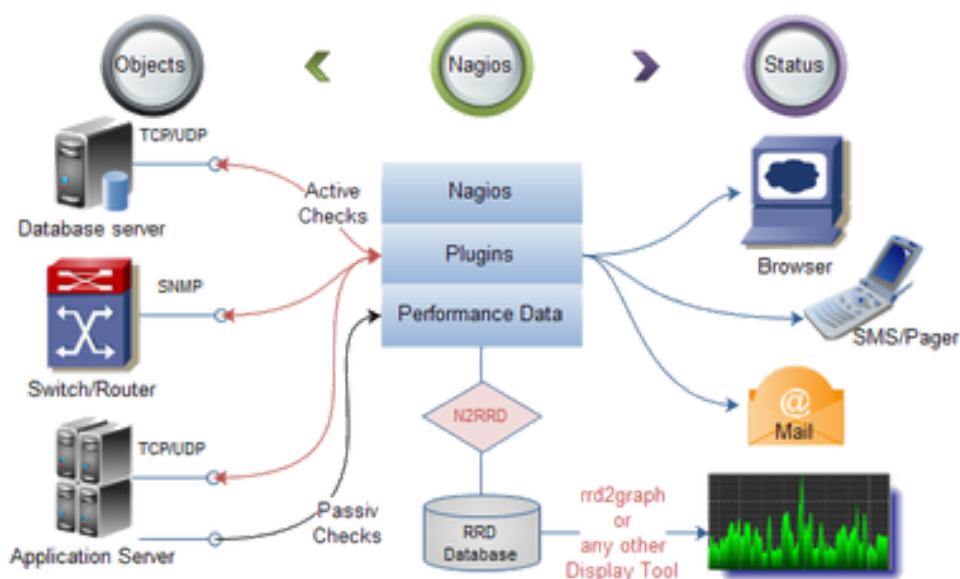 Objects
Nagios
Status
TCP/UDP
Database server
SNMP
Switch/Router
TCP/UDP
Application Server
Active
Checks
Passiv
Checks
Nagios
Plugins
Performance Data
N2RRD
RRD
Database
rrd2graph
or
any other
Display Tool
Browser
SMS/Pager
@
Mail